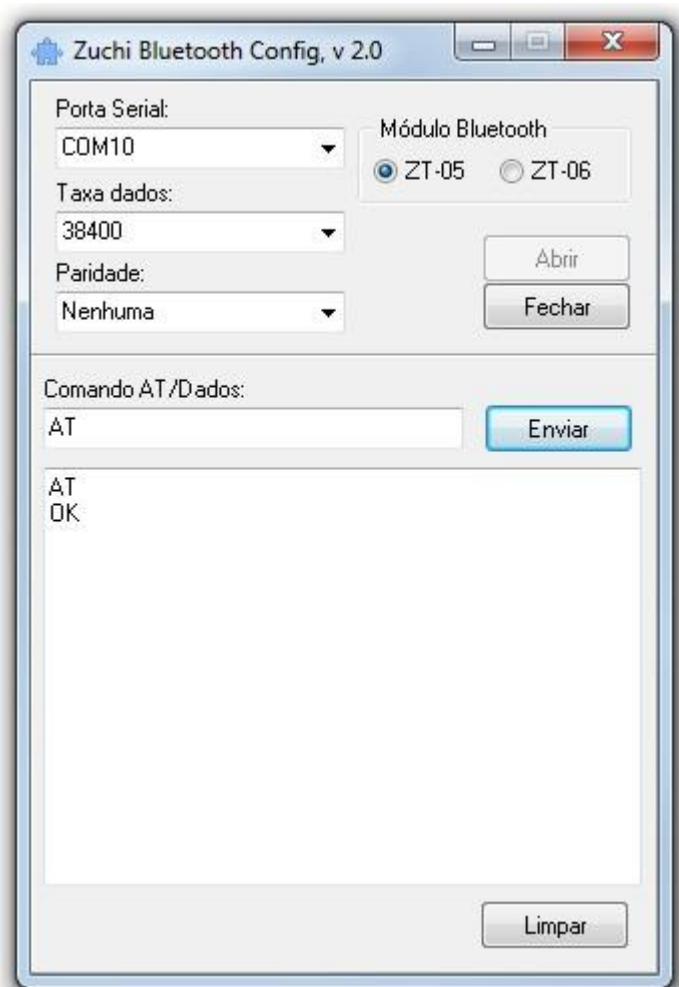 Zuchi Bluetooth Config, v 2.0
Porta Serial:
COM10
Módulo Bluetooth
ZT-05 ZT-06
Taxa dados:
38400
Paridade:
Nenhuma
Abrir
Fechar
Comando AT/Dados:
AT
Enviar
AT
OK
Limpar